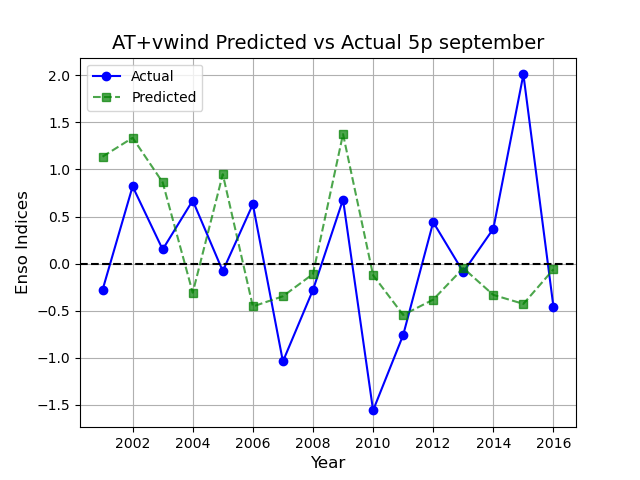 AT+vwind Predicted vs Actual 5p september
Actual
Predicted
Enso Indices
2.0
1.5
1.0
0.5
0.0
−0.5
−1.0
−1.5
2002 2004 2006 2008 2010 2012 2014 2016
Year